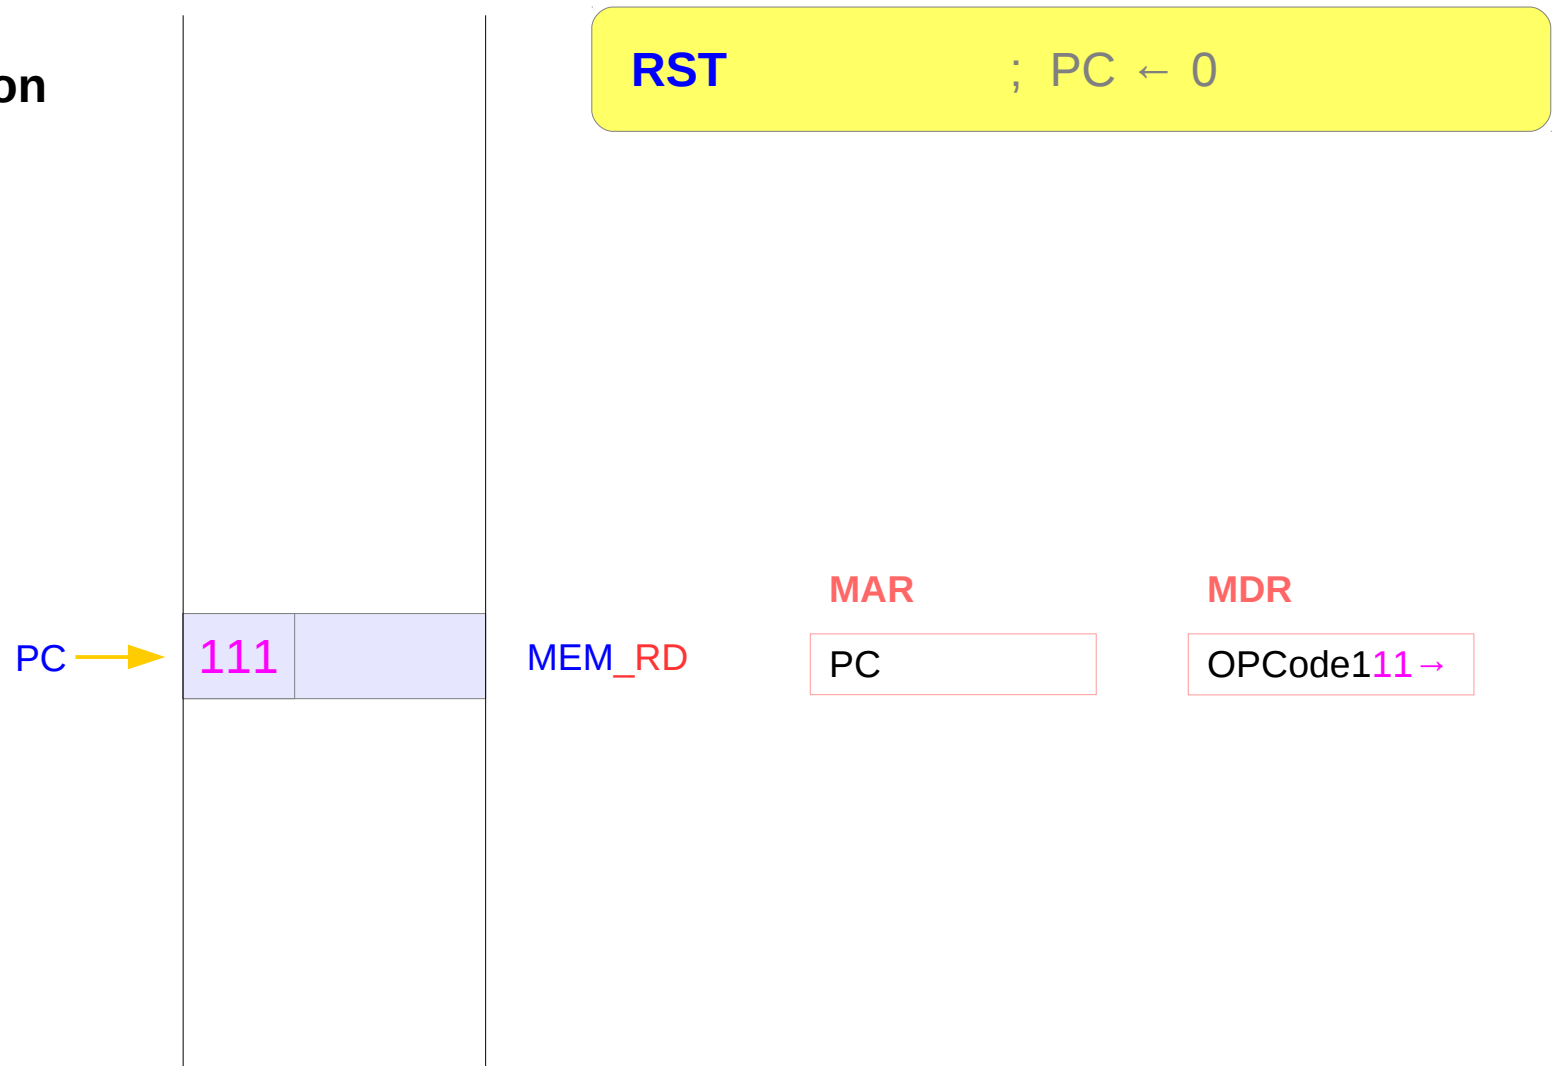 RST ; PC ← 0
on
MAR MDR
PC 111 MEM_RD PC OPCode111→